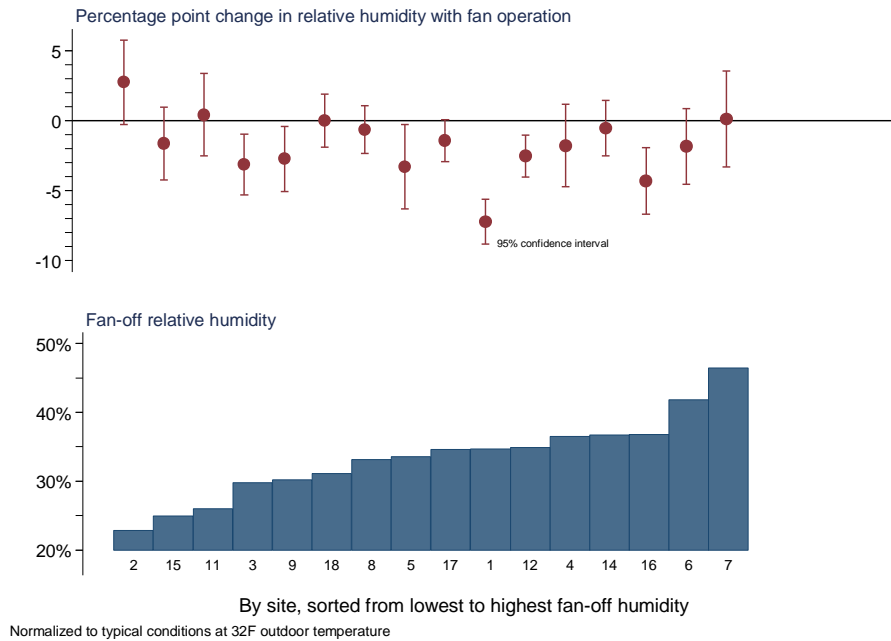 Percentage point change in relative humidity with fan operation
5
0
-5
-10
95% confidence interval
Fan-off relative humidity
50%
40%
30%
20%
2 15 11 3 9 18 8 5 17 1 12 4 14 16 6 7
By site, sorted from lowest to highest fan-off humidity
Normalized to typical conditions at 32F outdoor temperature